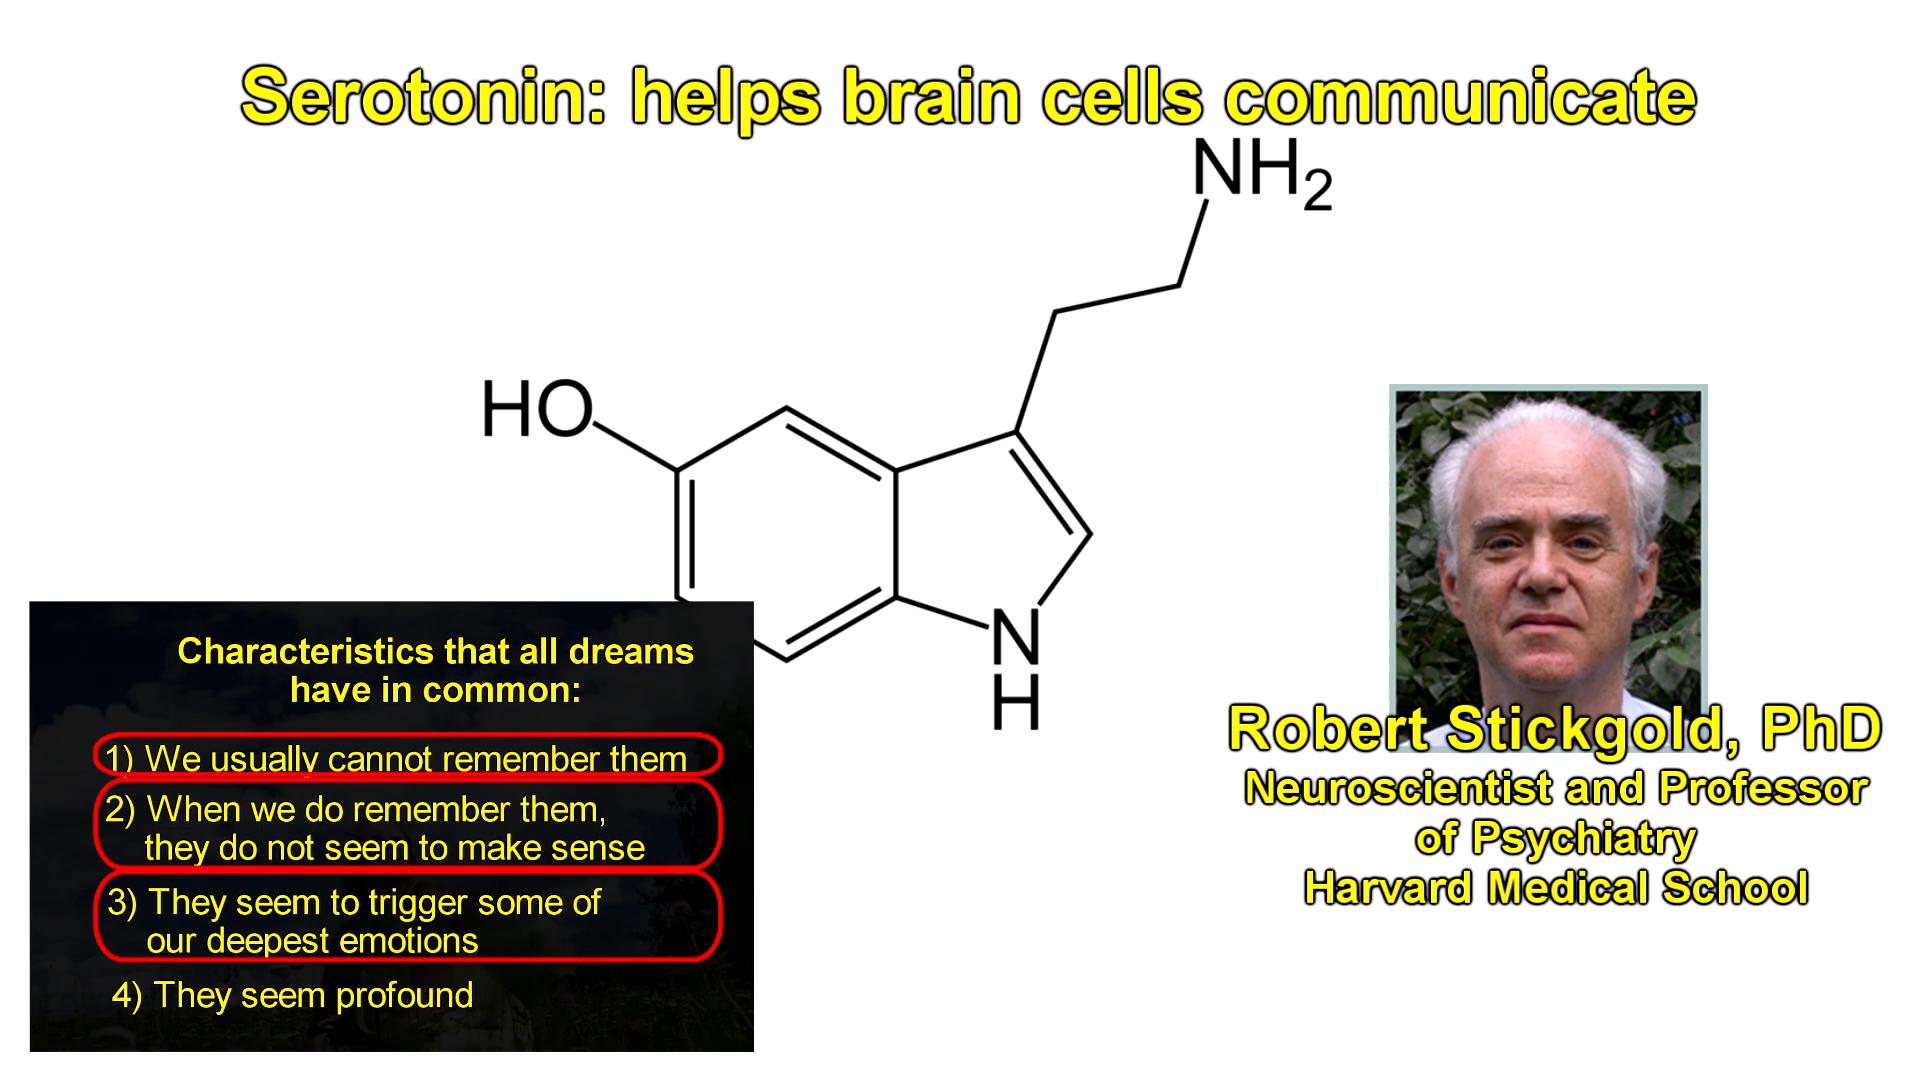 Serotonin: helps brain cells communicate
NH2
HO
N
H
Characteristics that all dreams
have in common:
1) We usually cannot remember them
2) When we do remember them,
they do not seem to make sense
3) They seem to trigger some of
our deepest emotions
4) They seem profound
Robert Stickgold, PhD
Neuroscientist and Professor
of Psychiatry
Harvard Medical School